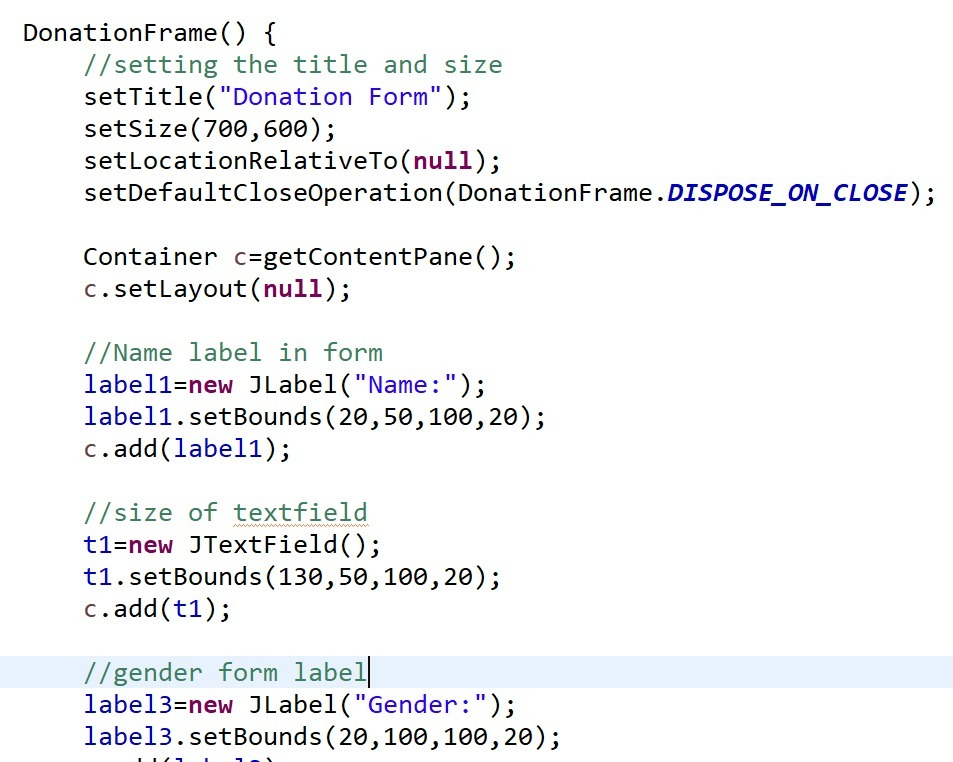 DonationFrame() {
//setting the title and size
setTitle("Donation Form");
setSize(700,600);
setLocationRelativeTo(null);
setDefaultCloseOperation(DonationFrame.DISPOSE_ON_CLOSE);
Container c=getContentPane();
c.setLayout(null);
//Name label in form
label1=new JLabel("Name:");
label1.setBounds(20,50,100,20);
c.add(label1);
//size of textfield
t1=new JTextField();
t1.setBounds(130,50,100,20);
c.add(t1);
//gender form label
label3=new JLabel("Gender:");
label3.setBounds(20,100,100,20);